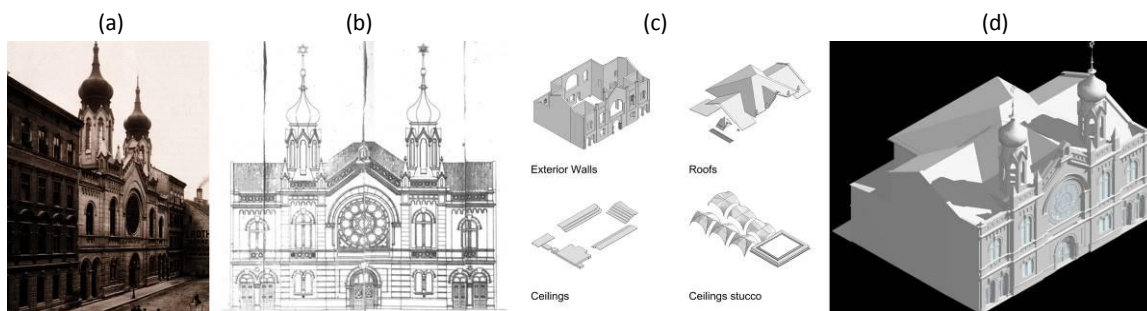 (a)
(b)
(c)
(d)
Exterior Walls
Roofs
Ceilings
Ceilings stucco